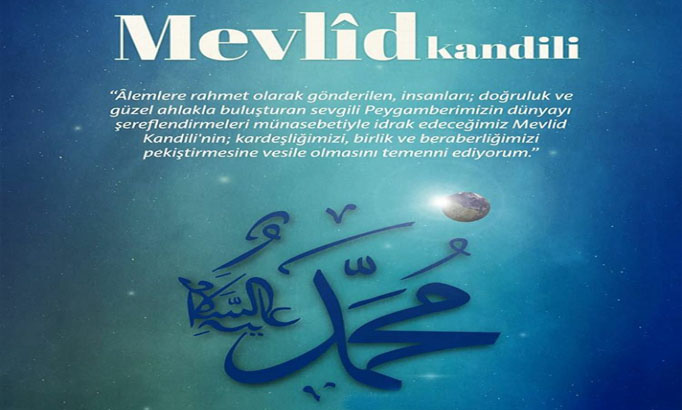 Mevlîd kandili
“Âlemlere rahmet olarak gönderilen, insanları; doğruluk ve
güzel ahlakla buluşturan sevgili Peygamberimizin dünyayı
şereflendirmeleri münasebetiyle idrak edeceğimiz Mevlid
Kandili'nin; kardeşliğimizi, birlik ve beraberliğimizi
pekiştirmesine vesile olmasını temenni ediyorum.”
محمد عليه السلام